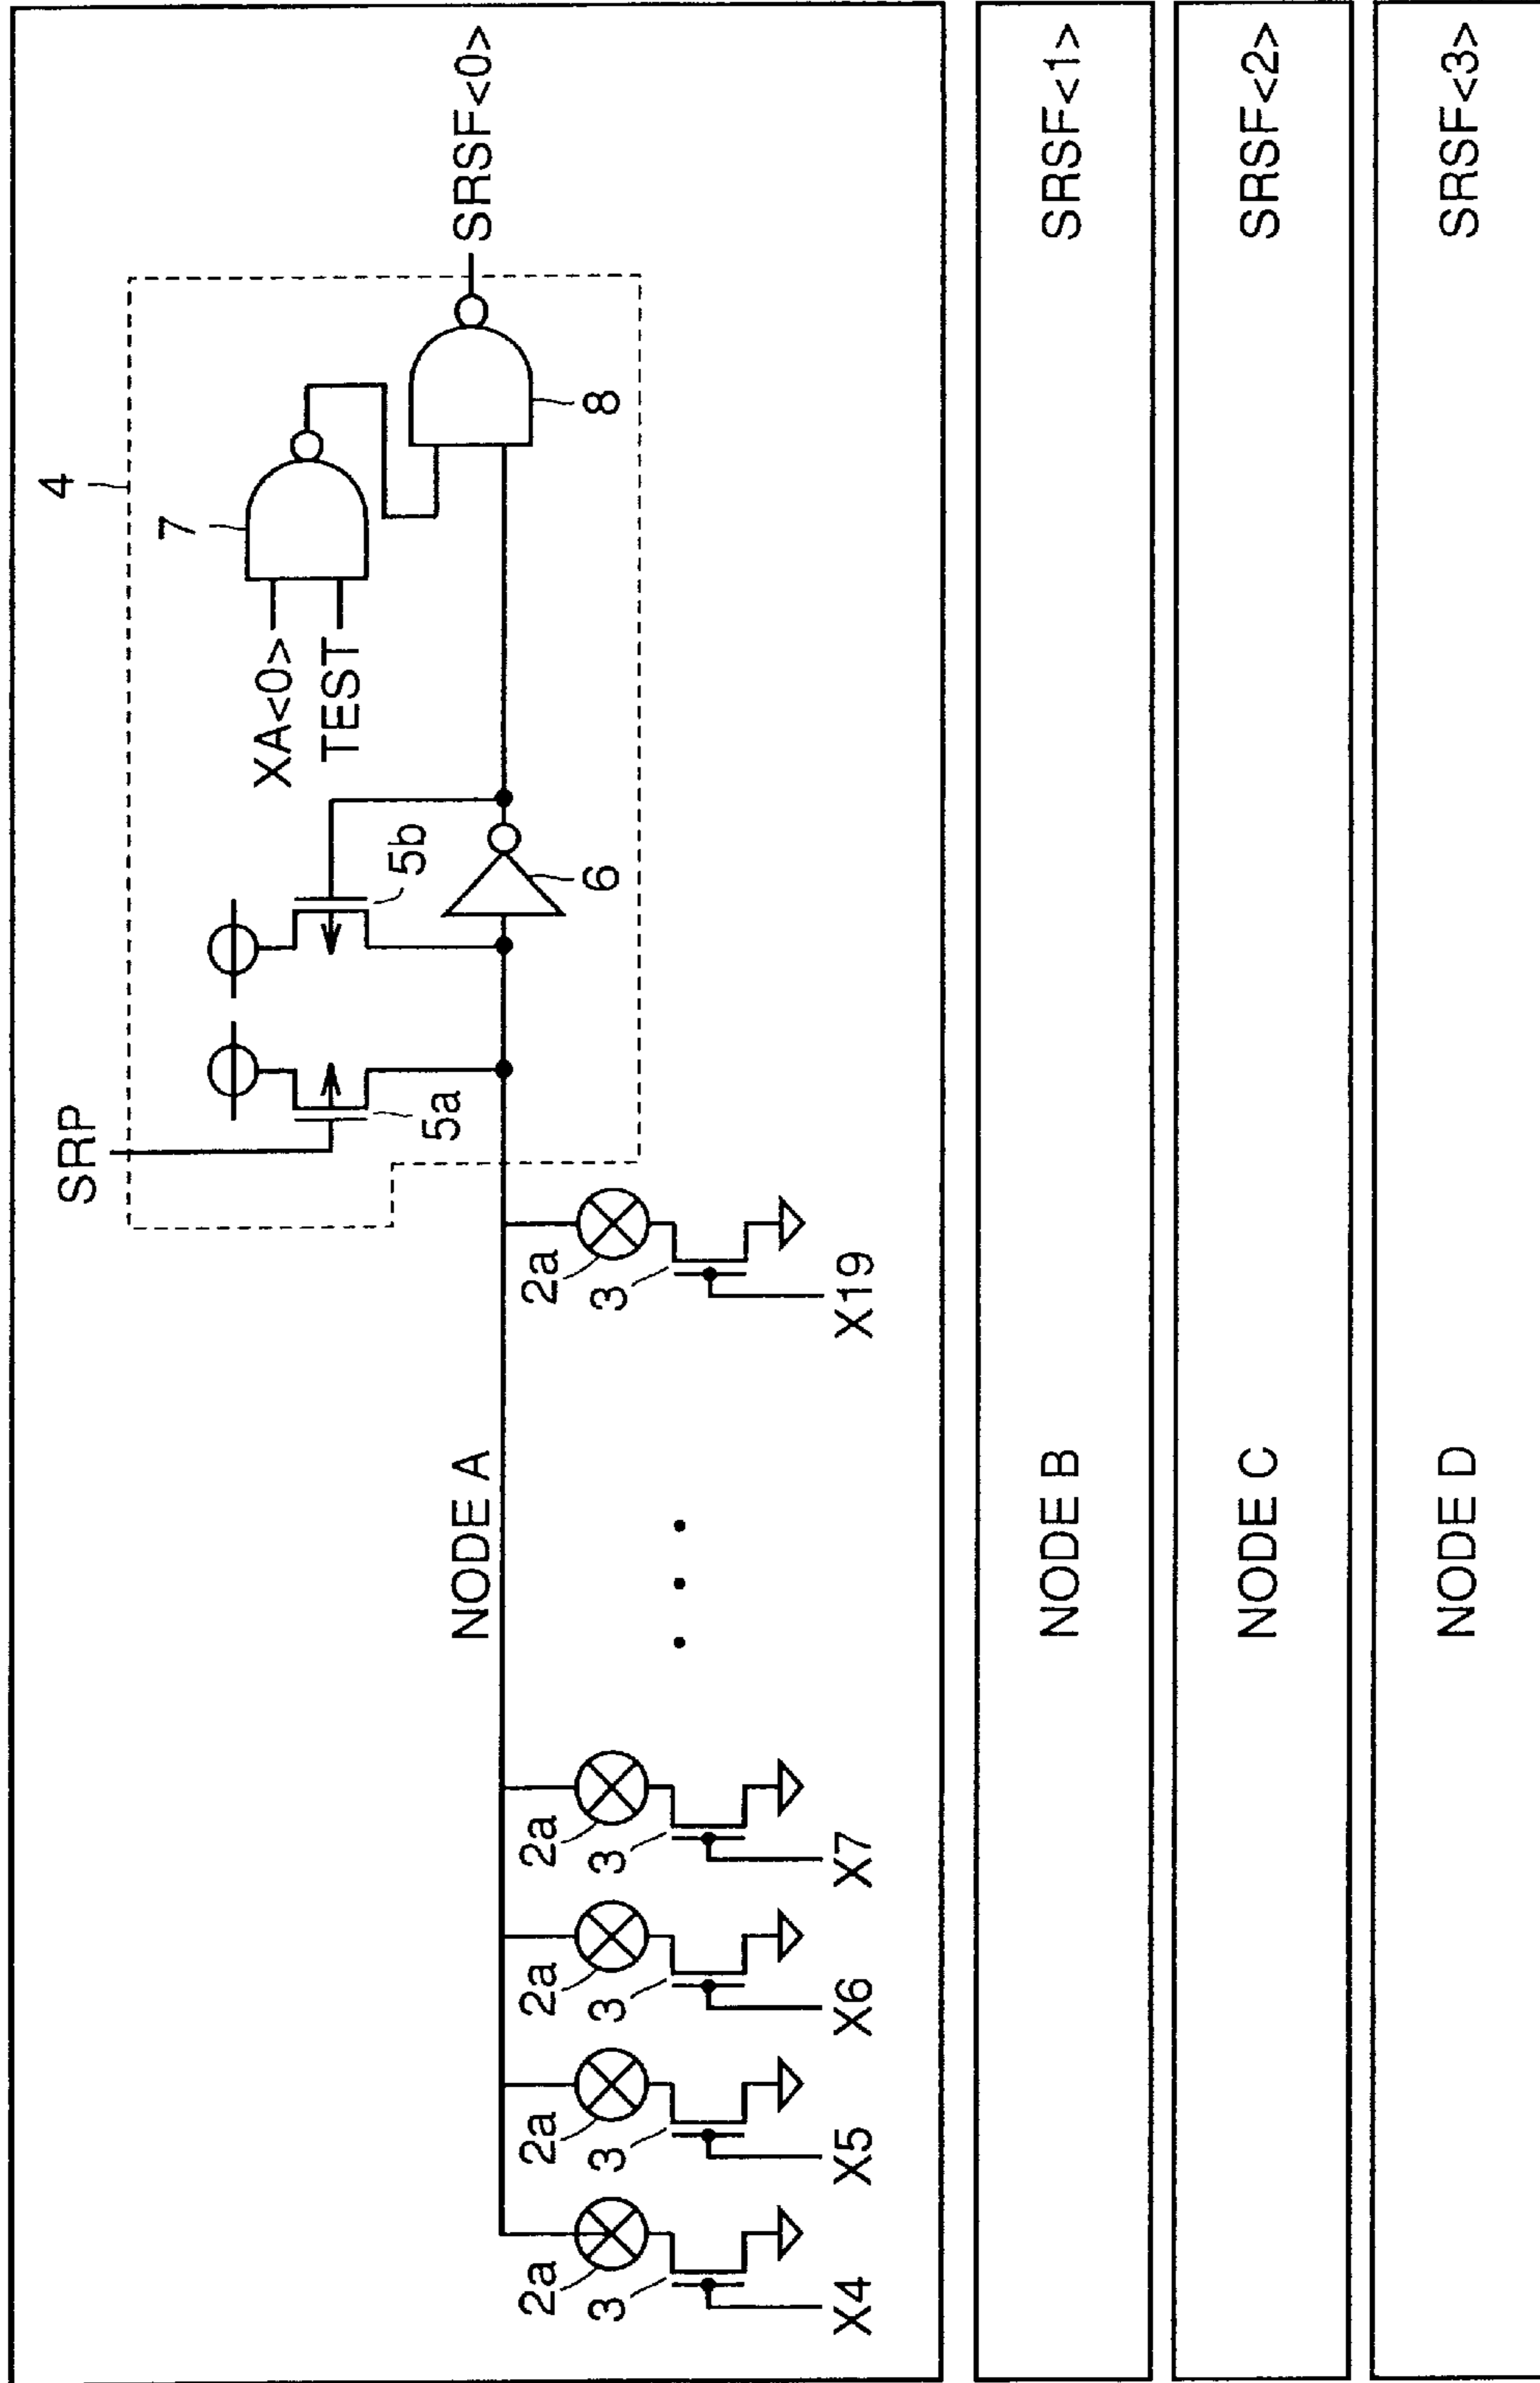 SRP
4
7
XA<0>
TEST
5a
5b
6
8
SRSF<0>
NODE A
2a
2a
2a
2a
2a
3
3
3
3
3
X4
X5
X6
X7
• • •
X19
NODE B
SRSF<1>
NODE C
SRSF<2>
NODE D
SRSF<3>